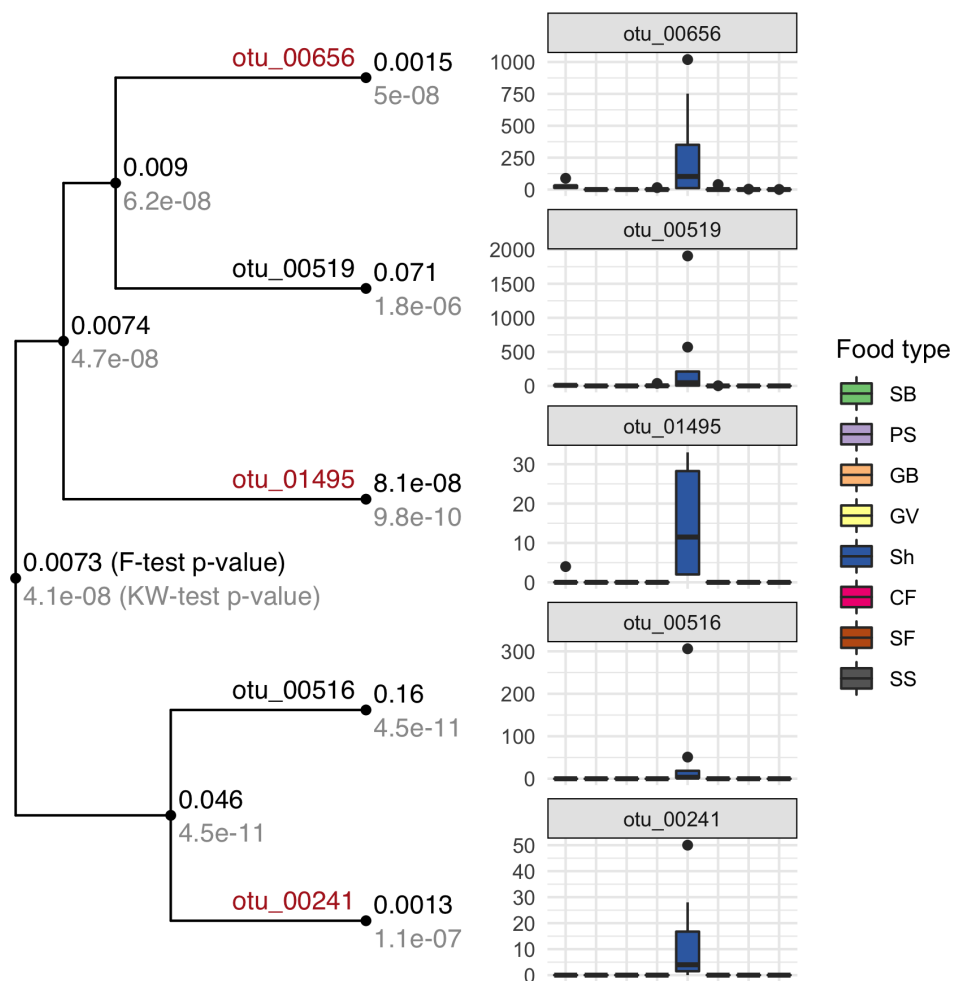 otu_00656
0.0015
5e-08
0.009
6.2e-08
otu_00519
0.071
1.8e-06
0.0074
4.7e-08
otu_01495
8.1e-08
9.8e-10
0.0073 (F-test p-value)
4.1e-08 (KW-test p-value)
otu_00516
0.16
4.5e-11
0.046
4.5e-11
otu_00241
0.0013
1.1e-07
otu_00656
1000
750
500
250
0
otu_00519
2000
1500
1000
500
0
otu_01495
30
20
10
0
otu_00516
300
200
100
0
otu_00241
50
40
30
20
10
0
Food type
SB
PS
GB
GV
Sh
CF
SF
SS